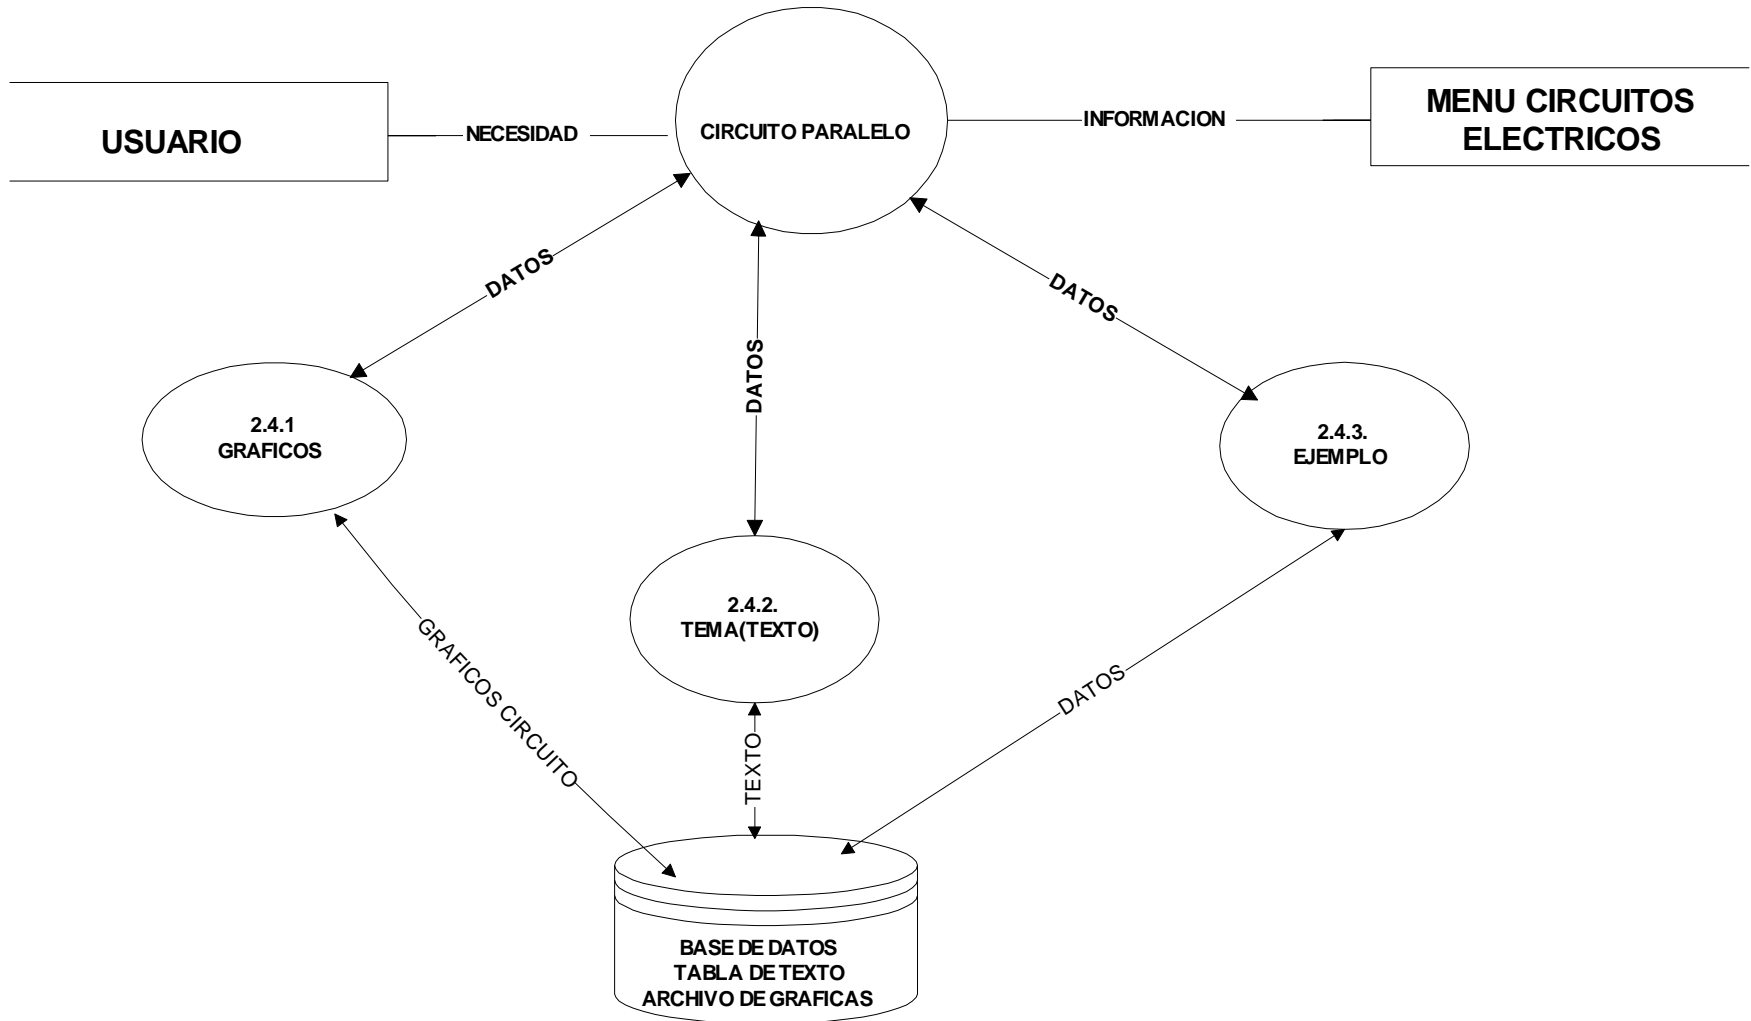 USUARIO
NECESIDAD
CIRCUITO PARALELO
INFORMACION
MENU CIRCUITOS
ELECTRICOS
DATOS
DATOS
DATOS
2.4.1
GRAFICOS
2.4.2.
TEMA(TEXTO)
2.4.3.
EJEMPLO
GRAFICOS CIRCUITO
TEXTO
DATOS
BASE DE DATOS
TABLA DE TEXTO
ARCHIVO DE GRAFICAS